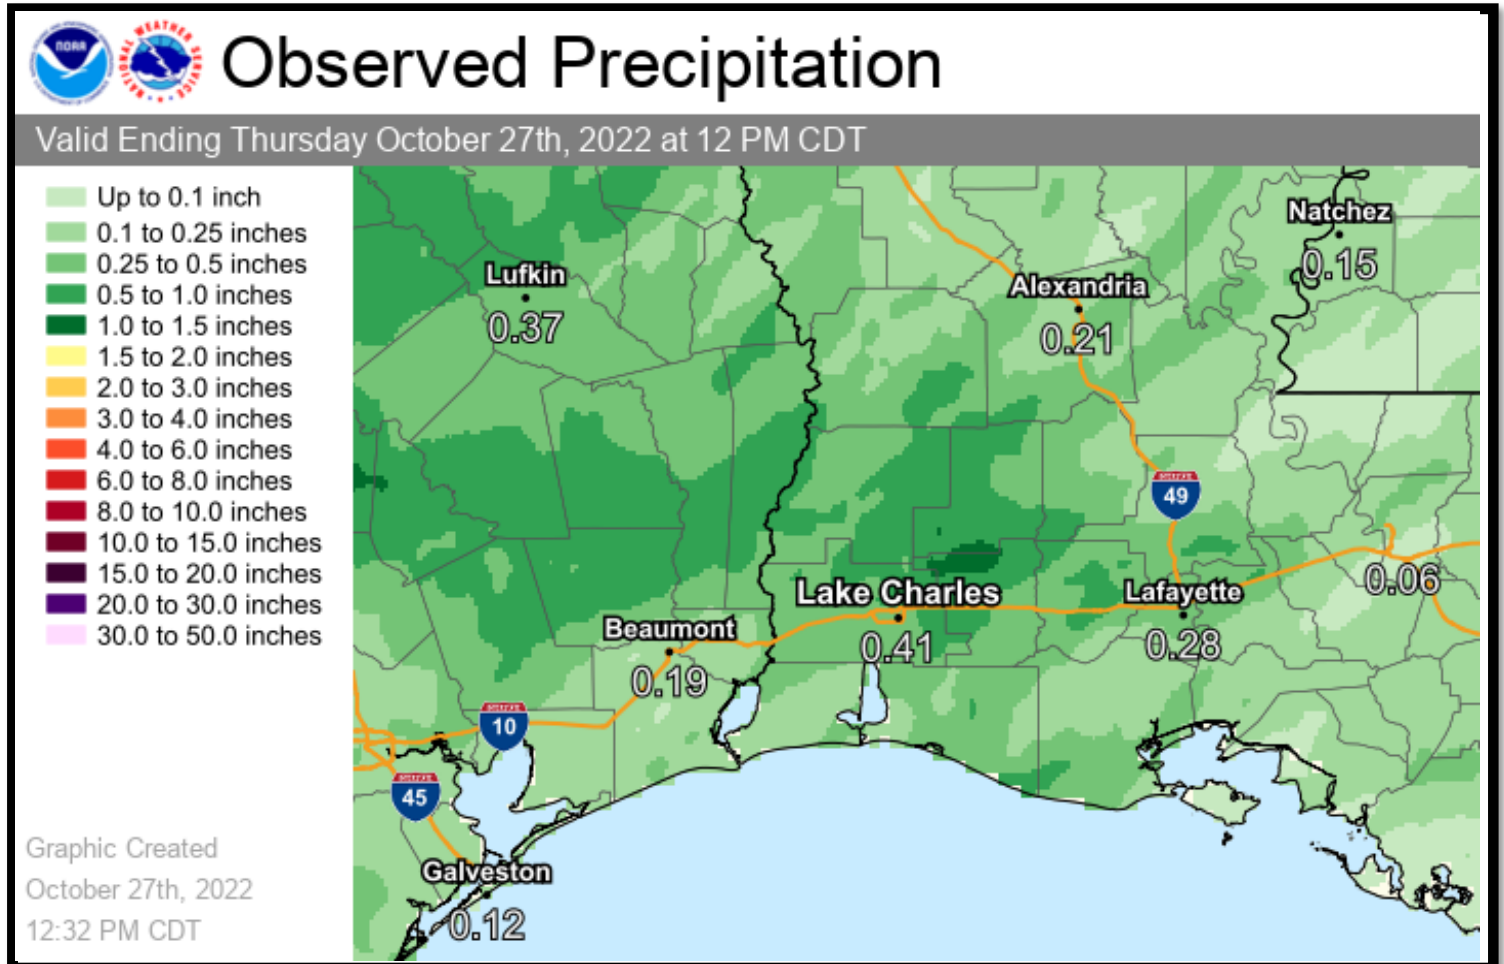 NOAA
NATIONAL WEATHER SERVICE
Observed Precipitation
Valid Ending Thursday October 27th, 2022 at 12 PM CDT
Up to 0.1 inch
0.1 to 0.25 inches
0.25 to 0.5 inches
0.5 to 1.0 inches
1.0 to 1.5 inches
1.5 to 2.0 inches
2.0 to 3.0 inches
3.0 to 4.0 inches
4.0 to 6.0 inches
6.0 to 8.0 inches
8.0 to 10.0 inches
10.0 to 15.0 inches
15.0 to 20.0 inches
20.0 to 30.0 inches
30.0 to 50.0 inches
Graphic Created
October 27th, 2022
12:32 PM CDT
Natchez
0.15
Lufkin
0.37
Alexandria
0.21
49
Lake Charles
0.41
Lafayette
0.28
0.06
Beaumont
0.19
10
45
Galveston
0.12